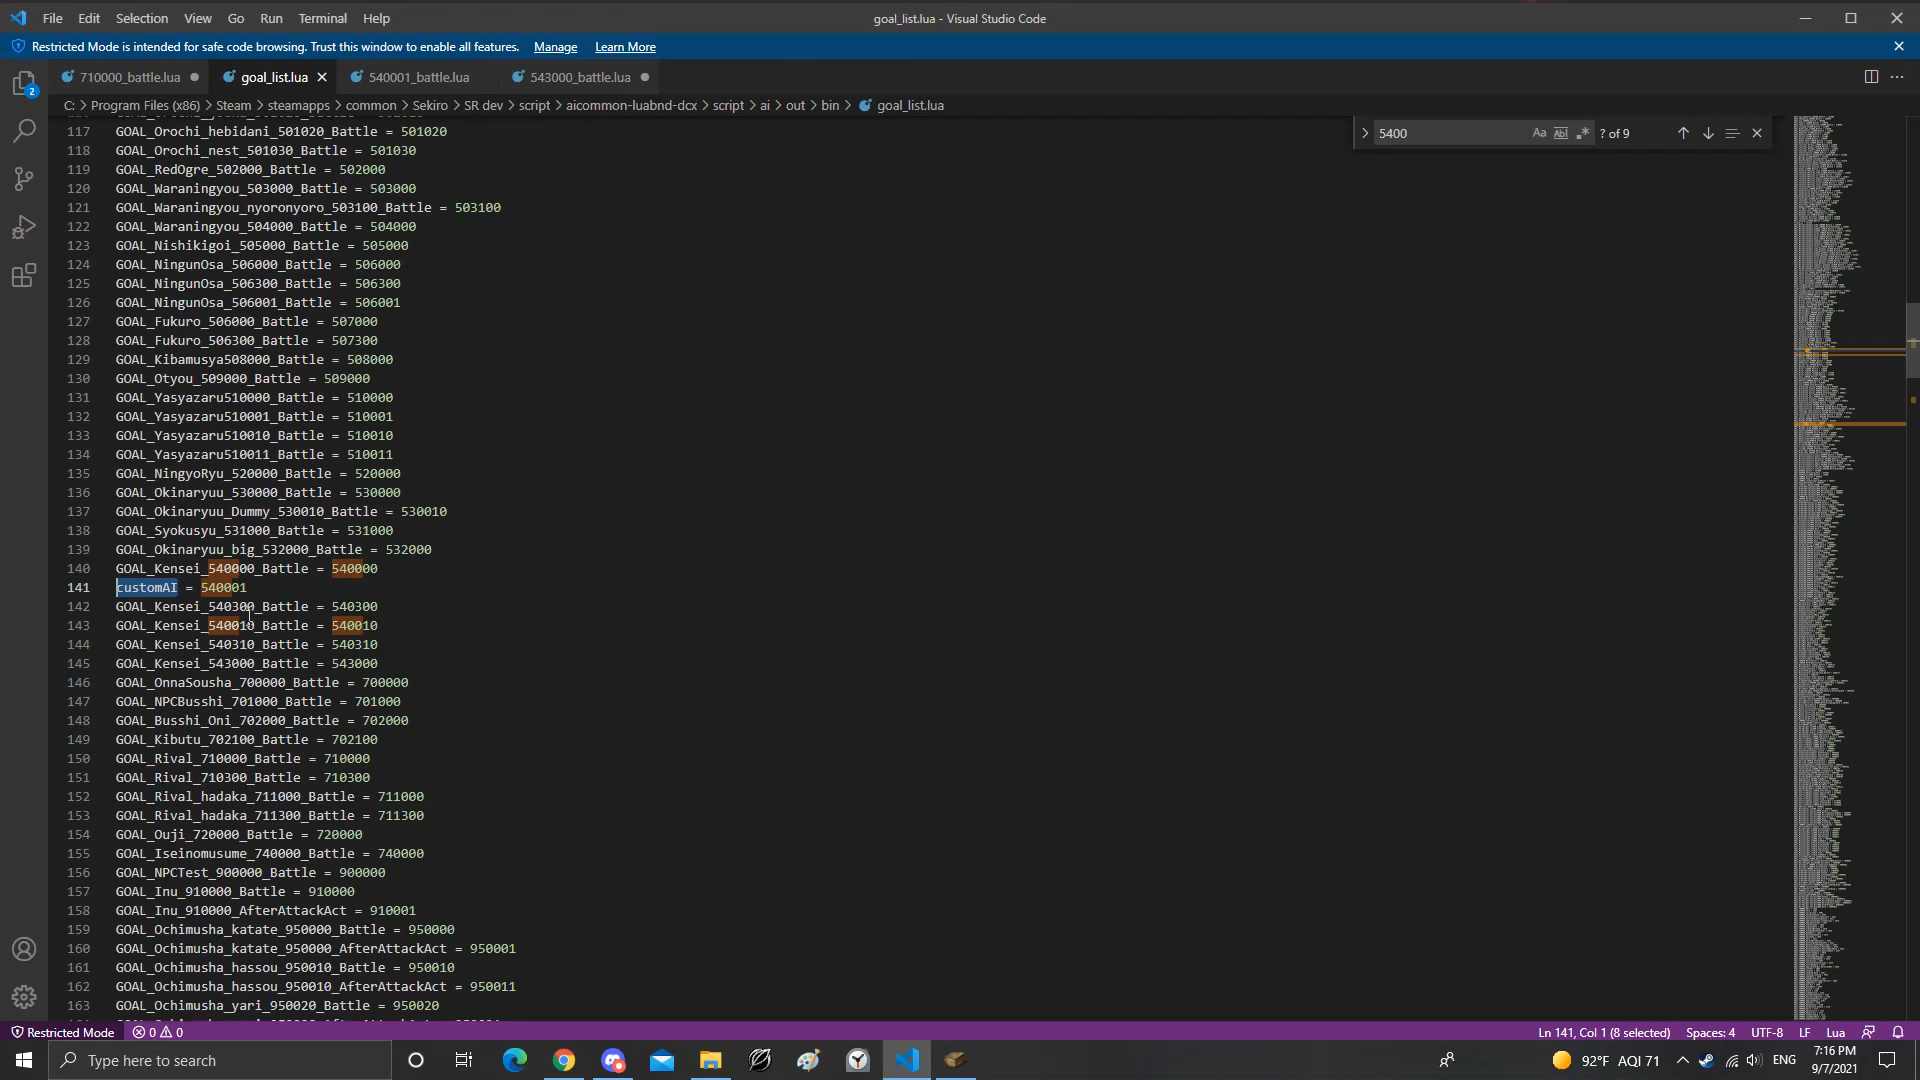 File Edit Selection View Go Run Terminal Help
goal_list.lua - Visual Studio Code
Restricted Mode is intended for safe code browsing. Trust this window to enable all features. Manage Learn More
710000_battle.lua goal_list.lua 540001_battle.lua 543000_battle.lua
C: > Program Files (x86) > Steam > steamapps > common > Sekiro > SR dev > script > aicommon-luabnd-dcx > script > ai > out > bin > goal_list.lua
5400 Aa Abl .* ? of 9
117 GOAL_Orochi_hebidani_501020_Battle = 501020
118 GOAL_Orochi_nest_501030_Battle = 501030
119 GOAL_RedOgre_502000_Battle = 502000
120 GOAL_Waraningyou_503000_Battle = 503000
121 GOAL_Waraningyou_nyoronyoro_503100_Battle = 503100
122 GOAL_Waraningyou_504000_Battle = 504000
123 GOAL_Nishikigoi_505000_Battle = 505000
124 GOAL_NingunOsa_506000_Battle = 506000
125 GOAL_NingunOsa_506300_Battle = 506300
126 GOAL_NingunOsa_506001_Battle = 506001
127 GOAL_Fukuro_506000_Battle = 507000
128 GOAL_Fukuro_506300_Battle = 507300
129 GOAL_Kibamusya508000_Battle = 508000
130 GOAL_Otyou_509000_Battle = 509000
131 GOAL_Yasyazaru510000_Battle = 510000
132 GOAL_Yasyazaru510001_Battle = 510001
133 GOAL_Yasyazaru510010_Battle = 510010
134 GOAL_Yasyazaru510011_Battle = 510011
135 GOAL_NingyoRyu_520000_Battle = 520000
136 GOAL_Okinaryuu_530000_Battle = 530000
137 GOAL_Okinaryuu_Dummy_530010_Battle = 530010
138 GOAL_Syokusyu_531000_Battle = 531000
139 GOAL_Okinaryuu_big_532000_Battle = 532000
140 GOAL_Kensei_540000_Battle = 540000
141 customAI = 540001
142 GOAL_Kensei_540300_Battle = 540300
143 GOAL_Kensei_540010_Battle = 540010
144 GOAL_Kensei_540310_Battle = 540310
145 GOAL_Kensei_543000_Battle = 543000
146 GOAL_OnnaSousha_700000_Battle = 700000
147 GOAL_NPCBusshi_701000_Battle = 701000
148 GOAL_Busshi_Oni_702000_Battle = 702000
149 GOAL_Kibutu_702100_Battle = 702100
150 GOAL_Rival_710000_Battle = 710000
151 GOAL_Rival_710300_Battle = 710300
152 GOAL_Rival_hadaka_711000_Battle = 711000
153 GOAL_Rival_hadaka_711300_Battle = 711300
154 GOAL_Ouji_720000_Battle = 720000
155 GOAL_Iseinomusume_740000_Battle = 740000
156 GOAL_NPCTest_900000_Battle = 900000
157 GOAL_Inu_910000_Battle = 910000
158 GOAL_Inu_910000_AfterAttackAct = 910001
159 GOAL_Ochimusha_katate_950000_Battle = 950000
160 GOAL_Ochimusha_katate_950000_AfterAttackAct = 950001
161 GOAL_Ochimusha_hassou_950010_Battle = 950010
162 GOAL_Ochimusha_hassou_950010_AfterAttackAct = 950011
163 GOAL_Ochimusha_yari_950020_Battle = 950020
2
Restricted Mode 0 0 Ln 141, Col 1 (8 selected) Spaces: 4 UTF-8 LF Lua
Type here to search 92°F AQI 71 ENG 7:16 PM
9/7/2021